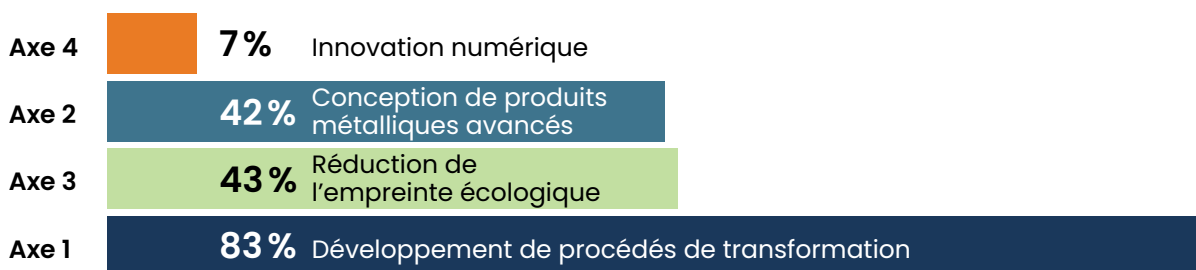 Axe 4 7 % Innovation numérique
Axe 2 42 % Conception de produits
métalliques avancés
Axe 3 43 % Réduction de
l’empreinte écologique
Axe 1 83 % Développement de procédés de transformation